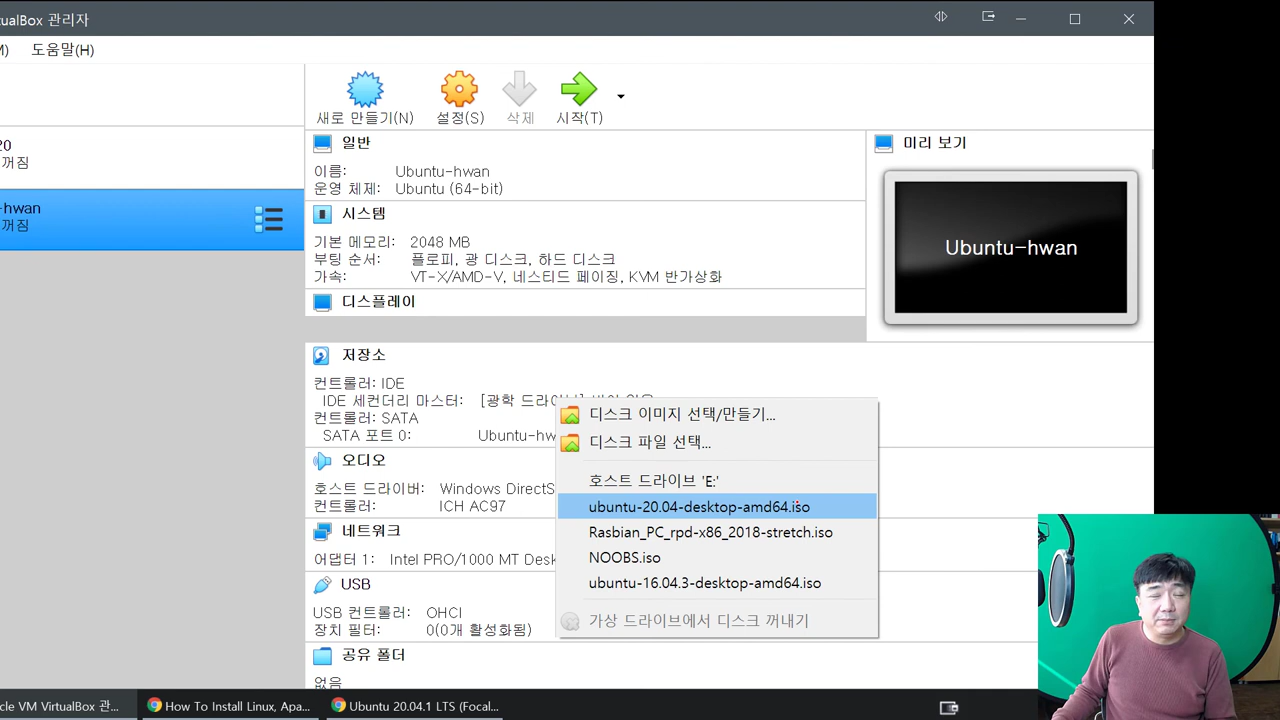 tualBox 관리자
M) 도움말(H)
새로 만들기(N) 설정(S) 삭제 시작(T)
20
꺼짐
-hwan
꺼짐
일반
이름: Ubuntu-hwan
운영 체제: Ubuntu (64-bit)
시스템
기본 메모리: 2048 MB
부팅 순서: 플로피, 광 디스크, 하드 디스크
가속: VT-X/AMD-V, 네스티드 페이징, KVM 반가상화
디스플레이
미리 보기
Ubuntu-hwan
저장소
컨트롤러: IDE
IDE 세컨더리 마스터: [광학 드라이브]
컨트롤러: SATA
SATA 포트 0: Ubuntu-hw
오디오
호스트 드라이버: Windows DirectS
컨트롤러: ICH AC97
네트워크
어댑터 1: Intel PRO/1000 MT Desk
USB
USB 컨트롤러: OHCI
장치 필터: 0(0개 활성화됨)
공유 폴더
없음
디스크 이미지 선택/만들기...
디스크 파일 선택...
호스트 드라이브 'E:'
ubuntu-20.04-desktop-amd64.iso
Rasbian_PC_rpd-x86_2018-stretch.iso
NOOBS.iso
ubuntu-16.04.3-desktop-amd64.iso
가상 드라이브에서 디스크 꺼내기
cle VM VirtualBox 관... How To Install Linux, Apa... Ubuntu 20.04.1 LTS (Focal...